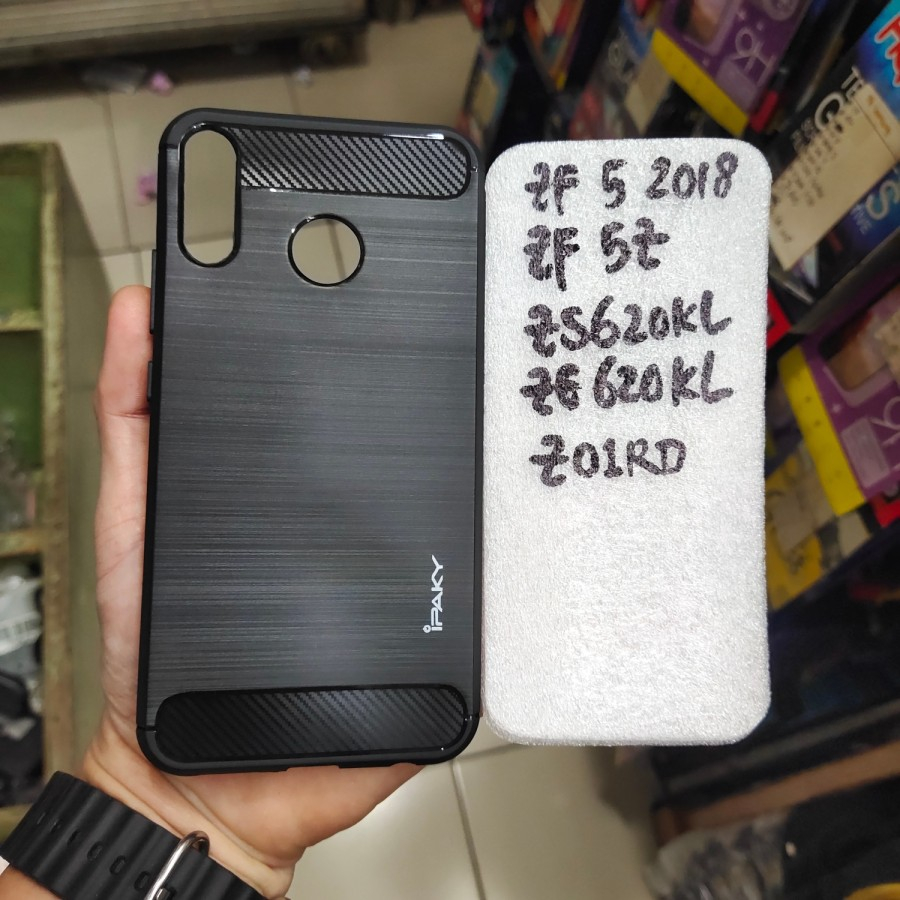 ZF 5 2018
ZF 5Z
ZS620KL
ZE620KL
Z01RD
iPAKY